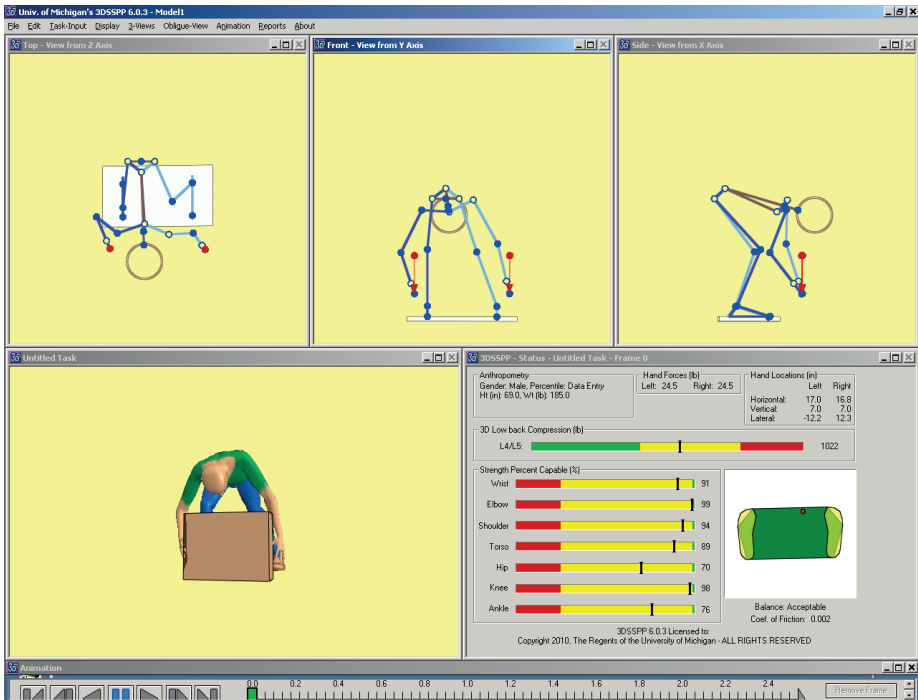 Univ. of Michigan's 3DSSPP 6.0.3 - Model1
File Edit Task-Input Display 3-Views Oblique-View Animation Reports About
Top - View from Z Axis
Front - View from Y Axis
Side - View from X Axis
Untitled Task
3DSSPP - Status - Untitled Task - Frame 0
Anthropometry
Gender: Male, Percentile: Data Entry
Ht (in): 69.0, Wt (lb): 185.0
Hand Forces (lb)
Left: 24.5 Right: 24.5
Hand Locations (in)
Left Right
Horizontal: 17.0 16.8
Vertical: 7.0 7.0
Lateral: -12.2 12.3
3D Low back Compression (lb)
L4/L5: 1022
Strength Percent Capable (%)
Wrist 91
Elbow 99
Shoulder 94
Torso 89
Hip 70
Knee 98
Ankle 76
Balance: Acceptable
Coef. of Friction: 0.002
3DSSPP 6.0.3 Licensed to:
Copyright 2010, The Regents of the University of Michigan - ALL RIGHTS RESERVED
Animation
0.0 0.2 0.4 0.6 0.8 1.0 1.2 1.4 1.6 1.8 2.0 2.2 2.4
Remove Frame